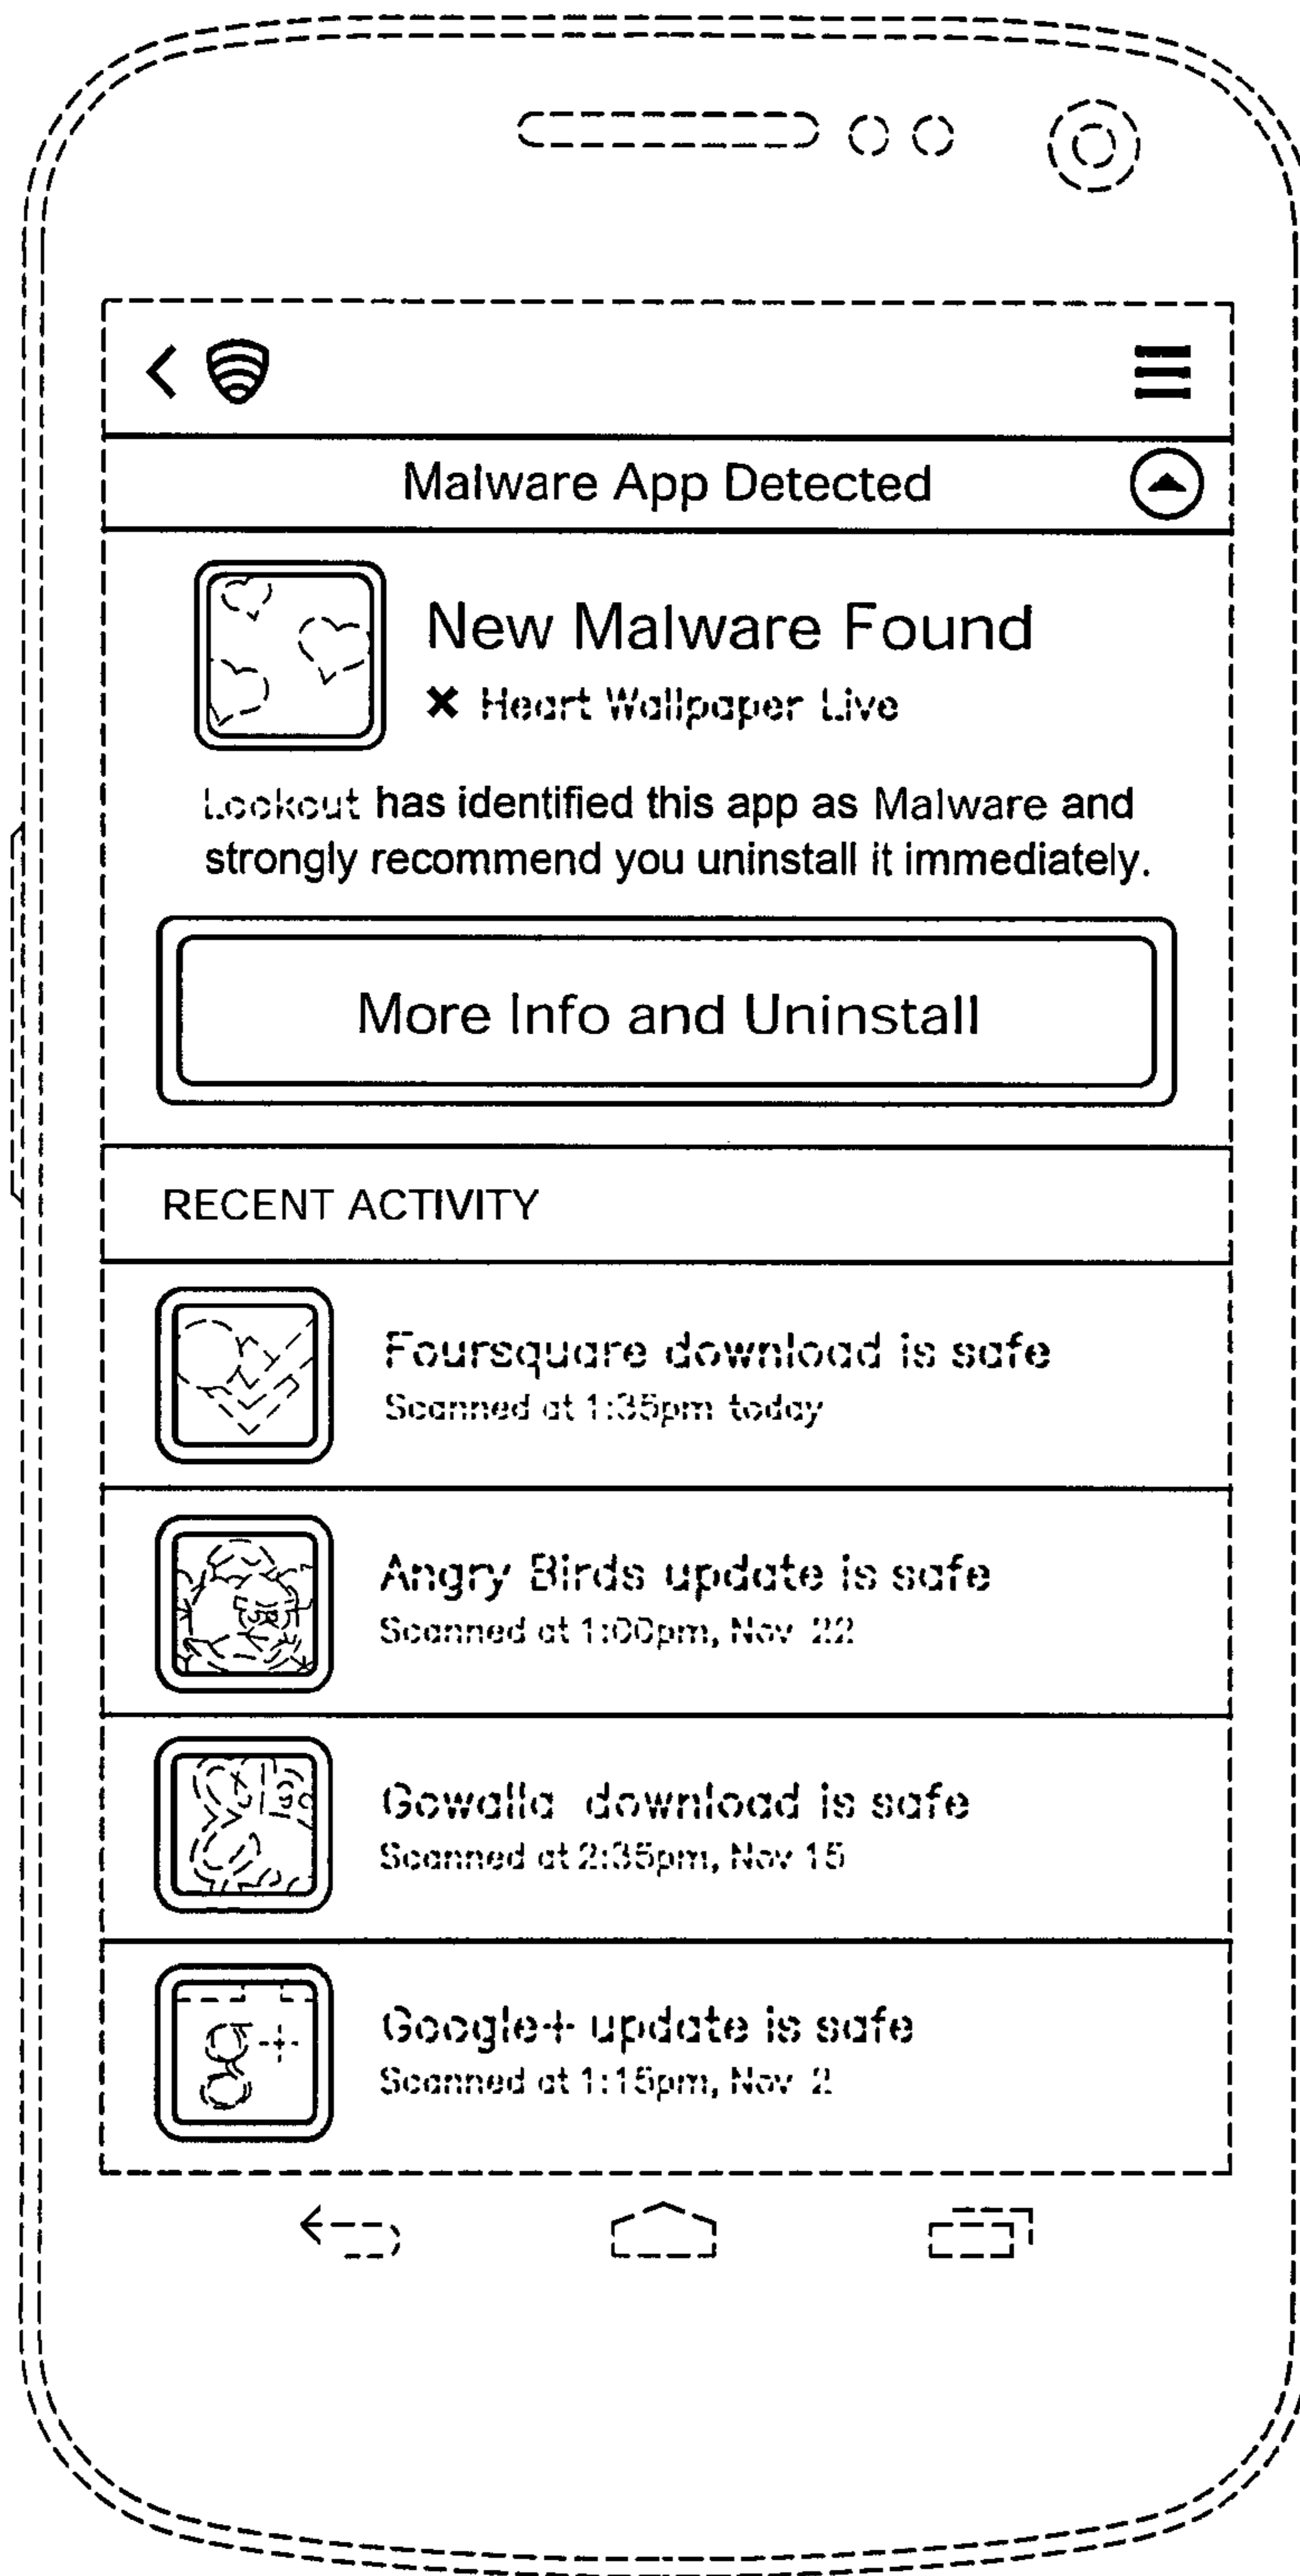 Malware App Detected
New Malware Found
Heart Wallpaper Live
Lookout has identified this app as Malware and
strongly recommend you uninstall it immediately.
More Info and Uninstall
RECENT ACTIVITY
Foursquare download is safe
Scanned at 1:35pm today
Angry Birds update is safe
Scanned at 1:00pm, Nov 22
Gowalla download is safe
Scanned at 2:35pm, Nov 15
g+
Google+ update is safe
Scanned at 1:15pm, Nov 2